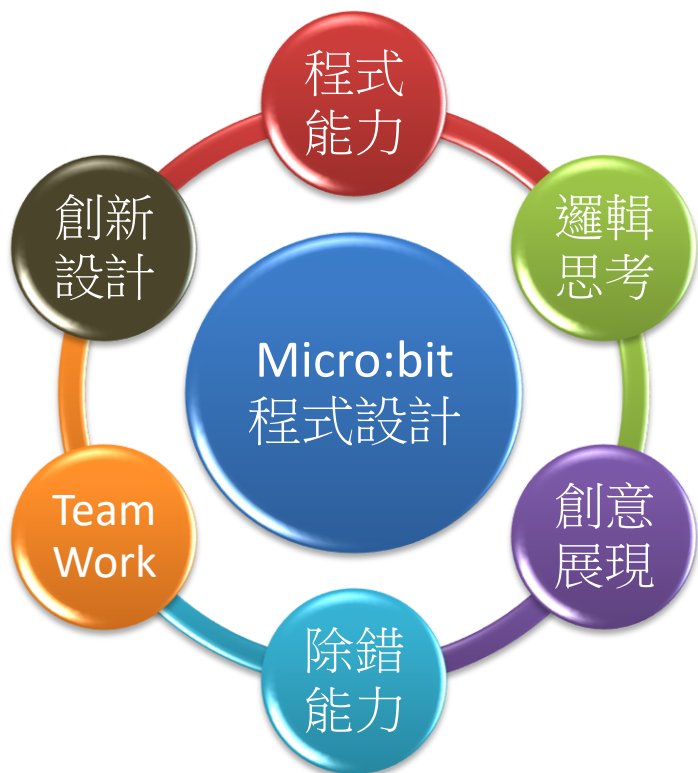 程式
能力
邏輯
思考
創意
展現
除錯
能力
Team
Work
創新
設計
Micro:bit
程式設計